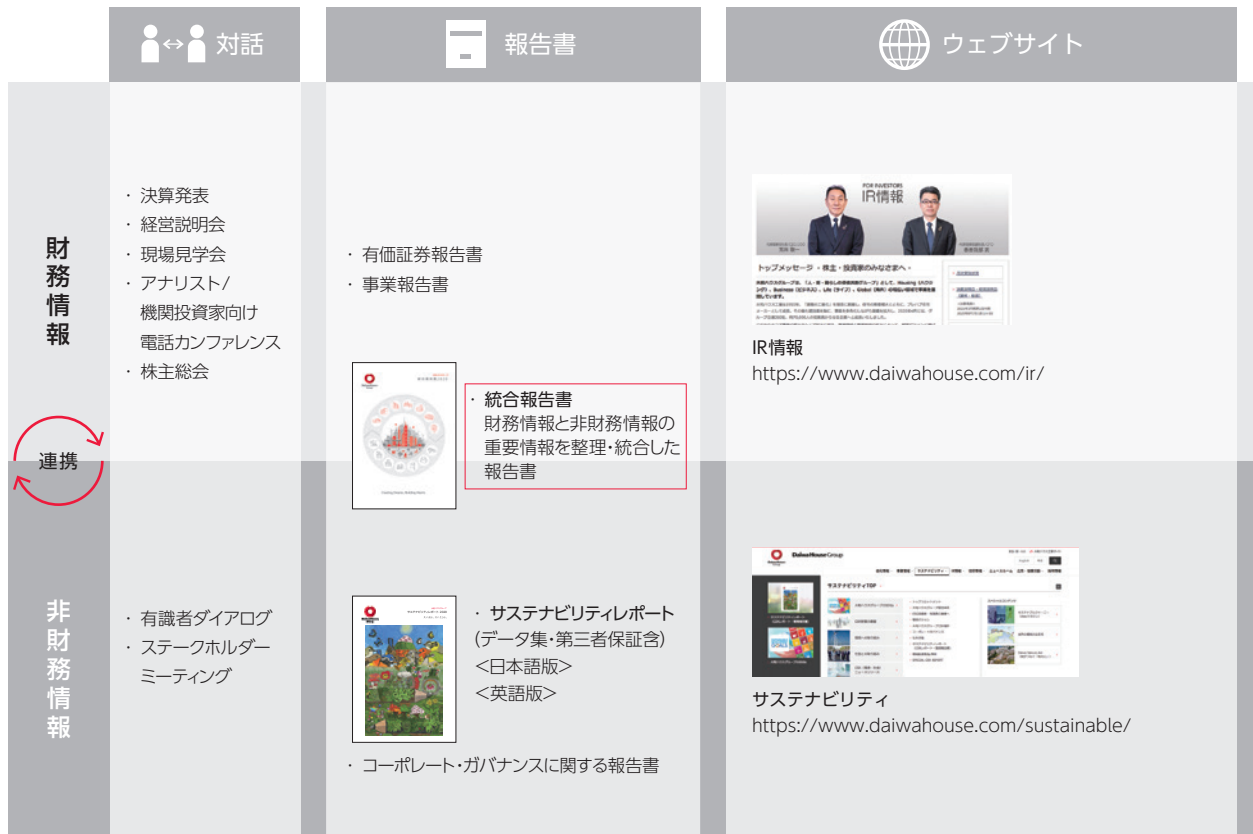 対話
報告書
ウェブサイト
財務情報
・ 決算発表
・ 経営説明会
・ 現場見学会
・ アナリスト/
機関投資家向け
電話カンファレンス
・ 株主総会
・ 有価証券報告書
・ 事業報告書
・ 統合報告書
財務情報と非財務情報の
重要情報を整理・統合した
報告書
FOR INVESTORS
IR情報
トップメッセージ - 株主・投資家のみなさまへ -
IR情報
https://www.daiwahouse.com/ir/
連携
非財務情報
・ 有識者ダイアログ
・ ステークホルダー
ミーティング
・ サステナビリティレポート
(データ集・第三者保証含)
<日本語版>
<英語版>
・ コーポレート・ガバナンスに関する報告書
DaiwaHouse Group
サステナビリティTOP
サステナビリティ
https://www.daiwahouse.com/sustainable/